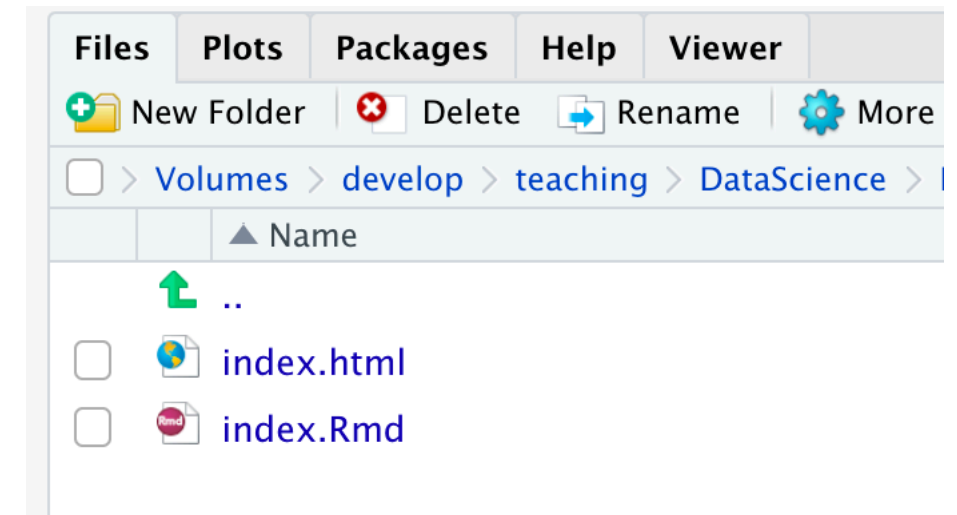 Files Plots Packages Help Viewer
New Folder Delete Rename More
Volumes > develop > teaching > DataScience >
Name
..
index.html
Rmd index.Rmd